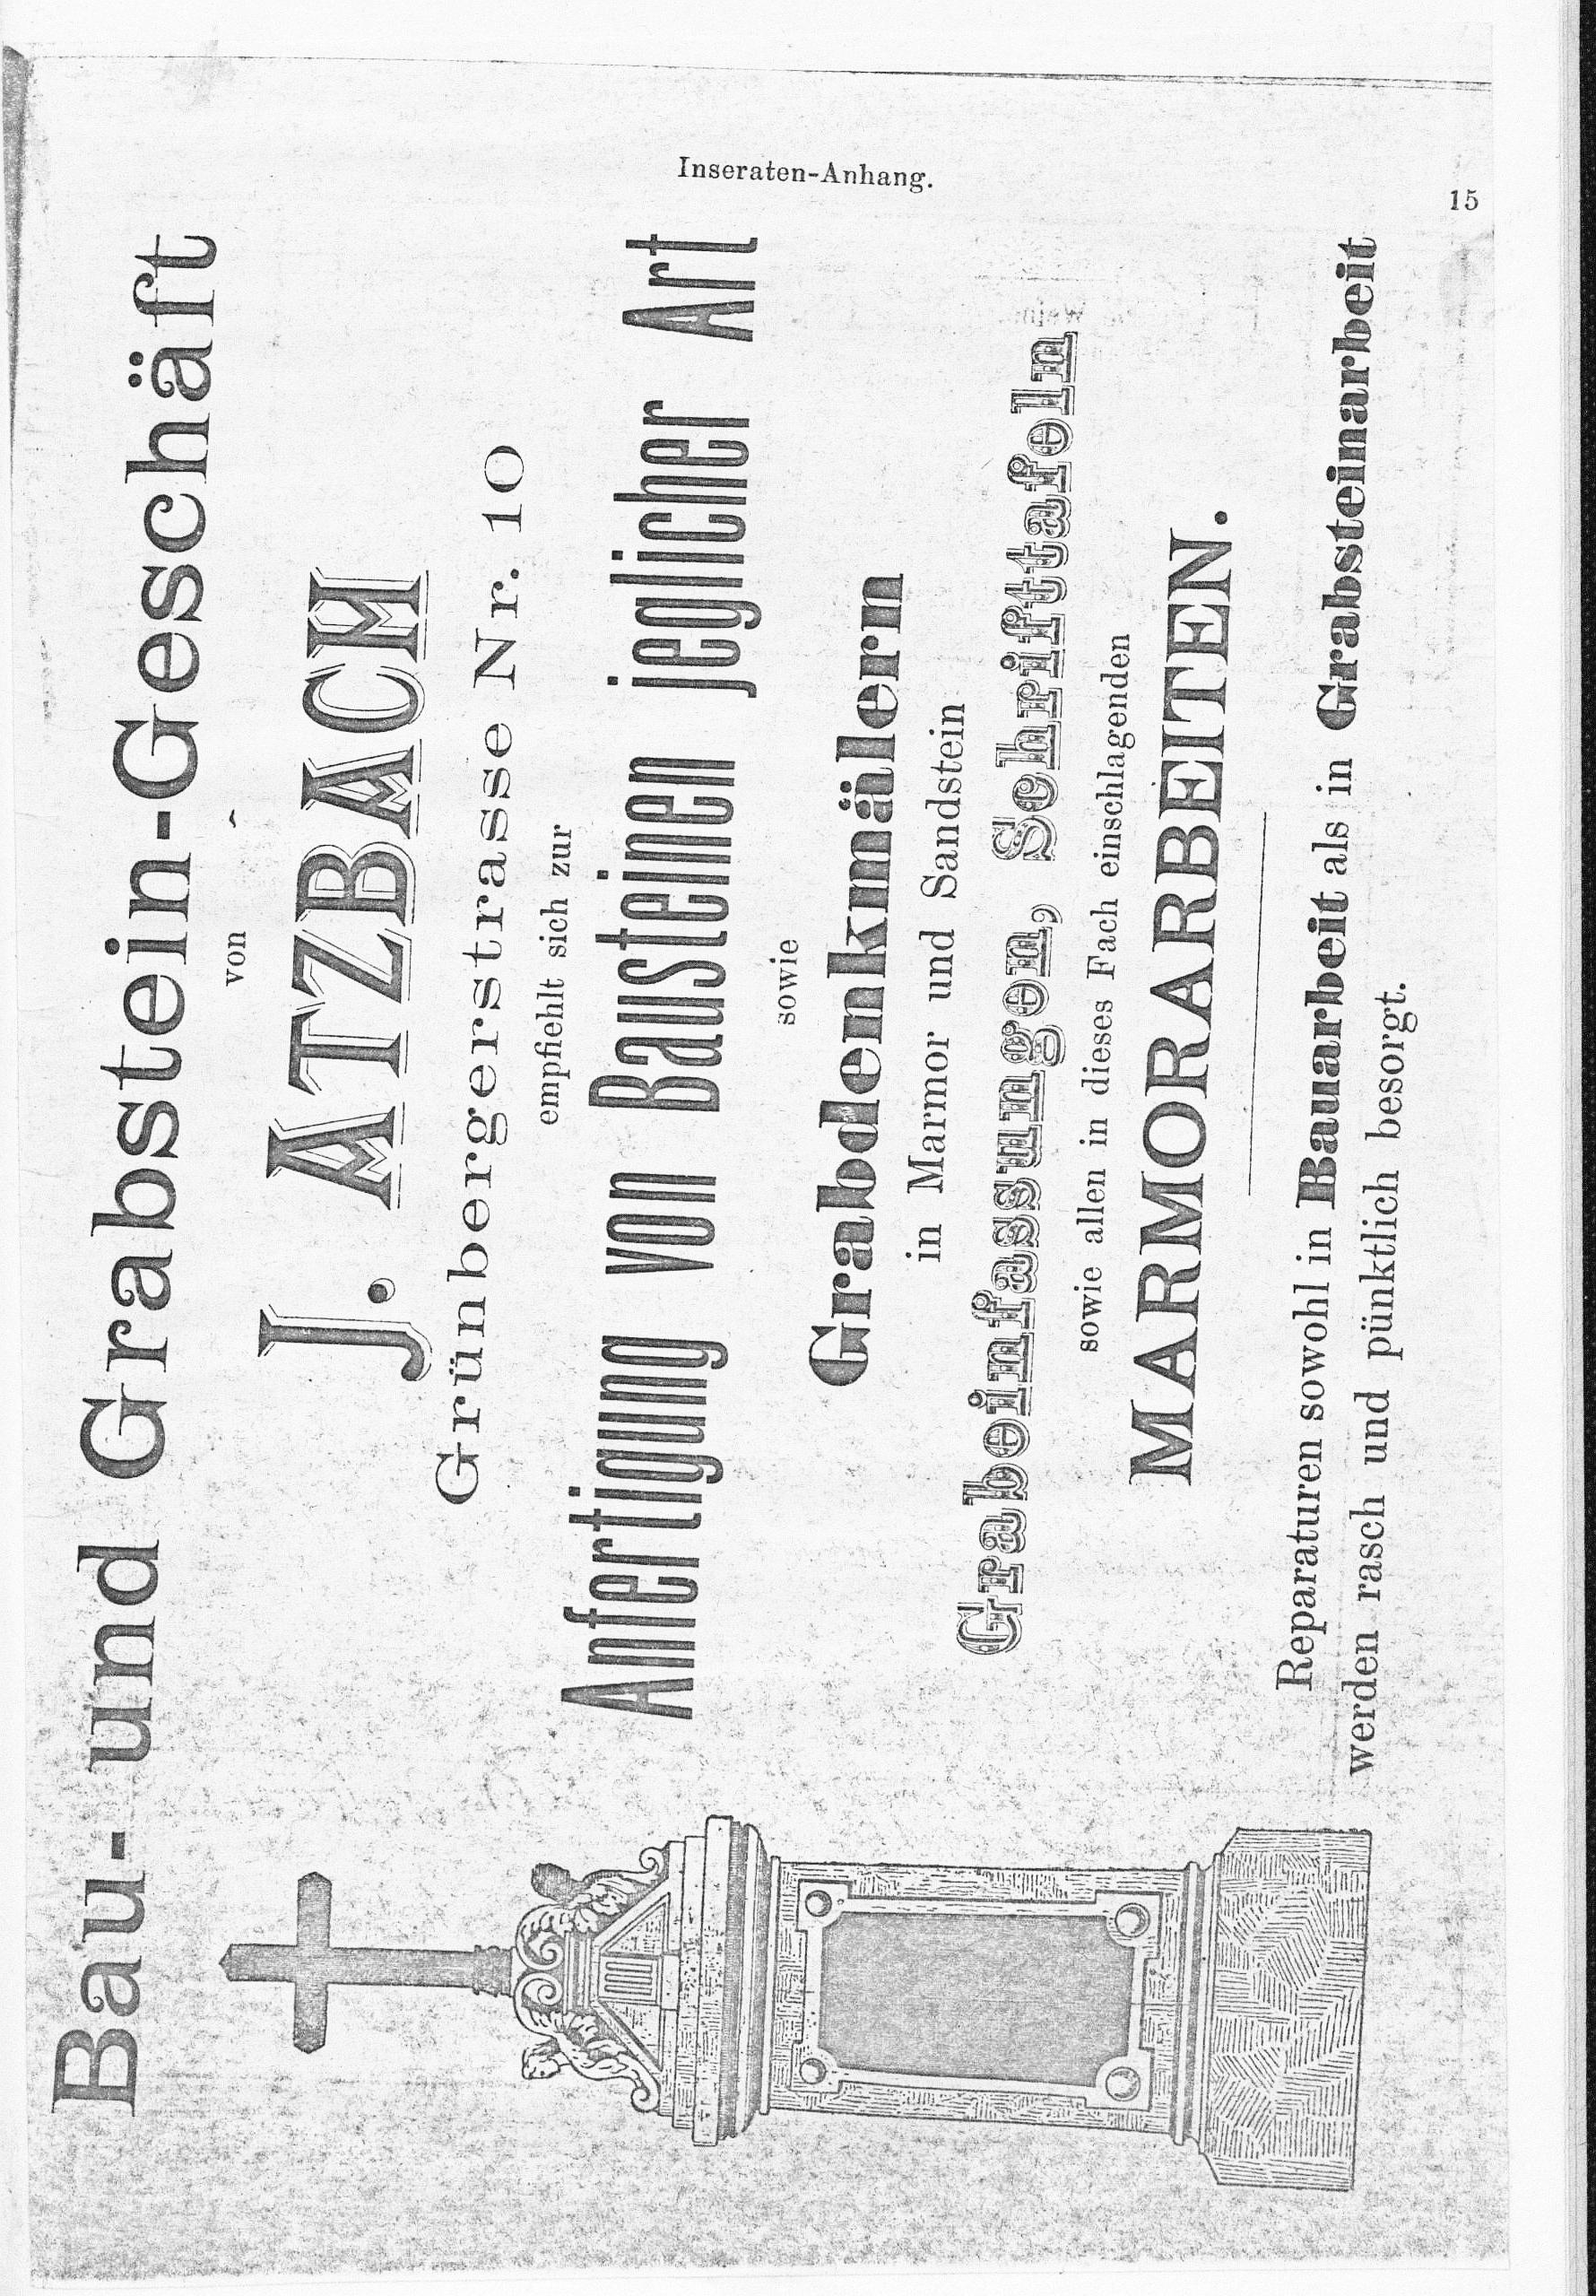 Inseraten-Anhang.
15
Bau- und Grabstein-Geschäft
von
J. ATZBACH
Grünbergerstrasse Nr. 10
empfiehlt sich zur
Anfertigung von Bausteinen jeglicher Art
sowie
Grabdenkmälern
in Marmor und Sandstein
Grabeinfassungen, Schrifttafeln
sowie allen in dieses Fach einschlagenden
MARMORARBEITEN.
Reparaturen sowohl in Bauarbeit als in Grabsteinarbeit
werden rasch und pünktlich besorgt.